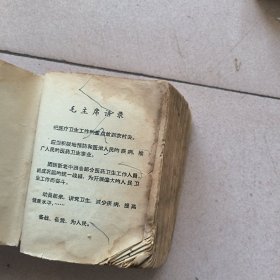 毛主席语录
把医疗卫生工作的重点放到农村去。
应当积极地预防和医治人民的疾病，推
广人民的医药卫生事业。
团结新老中西各部分医药卫生工作人员，
组成巩固的统一战线，为开展伟大的人民卫
生工作而奋斗。
动员起来，讲究卫生，减少疾病，提高
健康水平，……
备战、备荒、为人民。